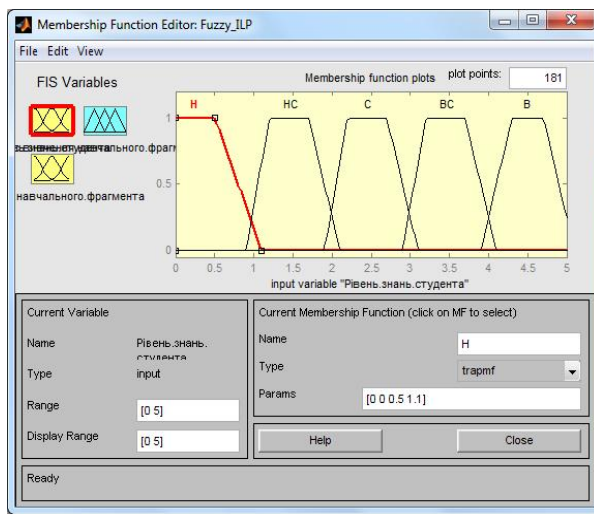 Membership Function Editor: Fuzzy_ILP
File Edit View
FIS Variables
Membership function plots plot points: 181
H HC C BC B
1
0.5
0
навчального.фрагмента
0 0.5 1 1.5 2 2.5 3 3.5 4 4.5 5
input variable "Рівень.знань.студента"
Current Variable
Name Рівень.знань.
студента
Type input
Range [0 5]
Display Range [0 5]
Current Membership Function (click on MF to select)
Name H
Type trapmf
Params [0 0 0.5 1.1]
Help Close
Ready